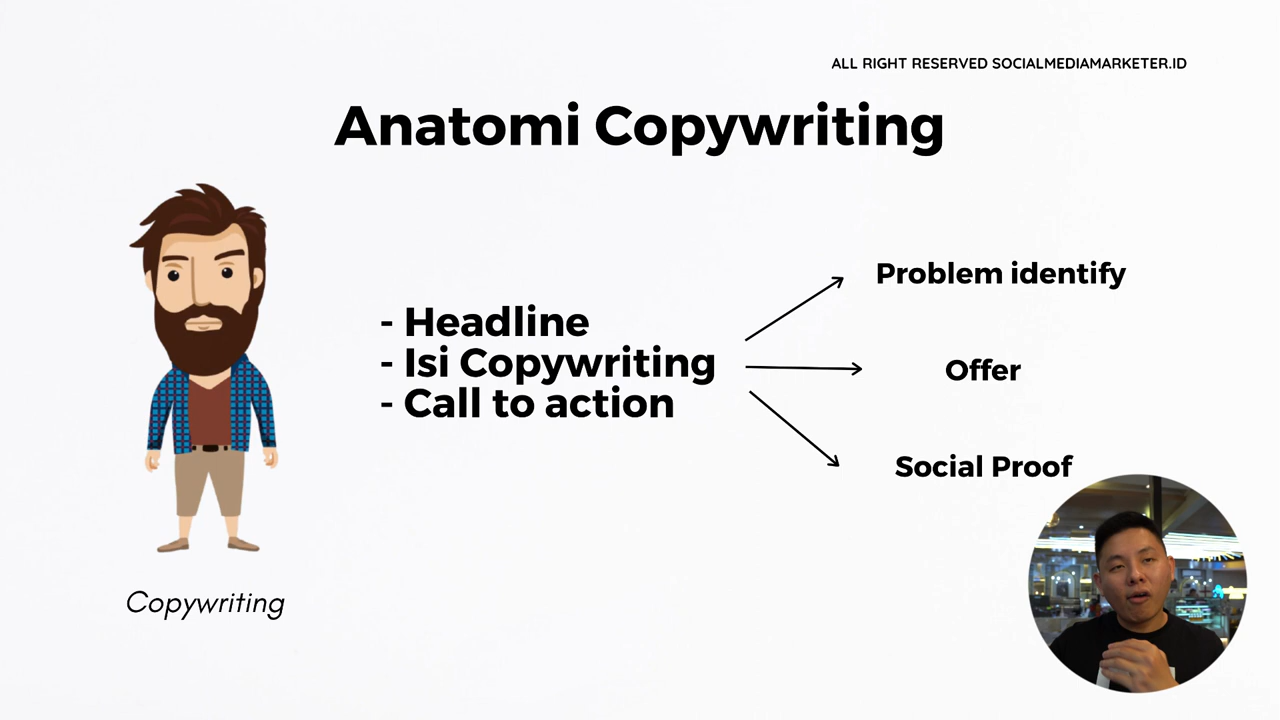 ALL RIGHT RESERVED SOCIALMEDIAMARKETER.ID
Anatomi Copywriting
- Headline
- Isi Copywriting
- Call to action
Problem identify
Offer
Social Proof
Copywriting